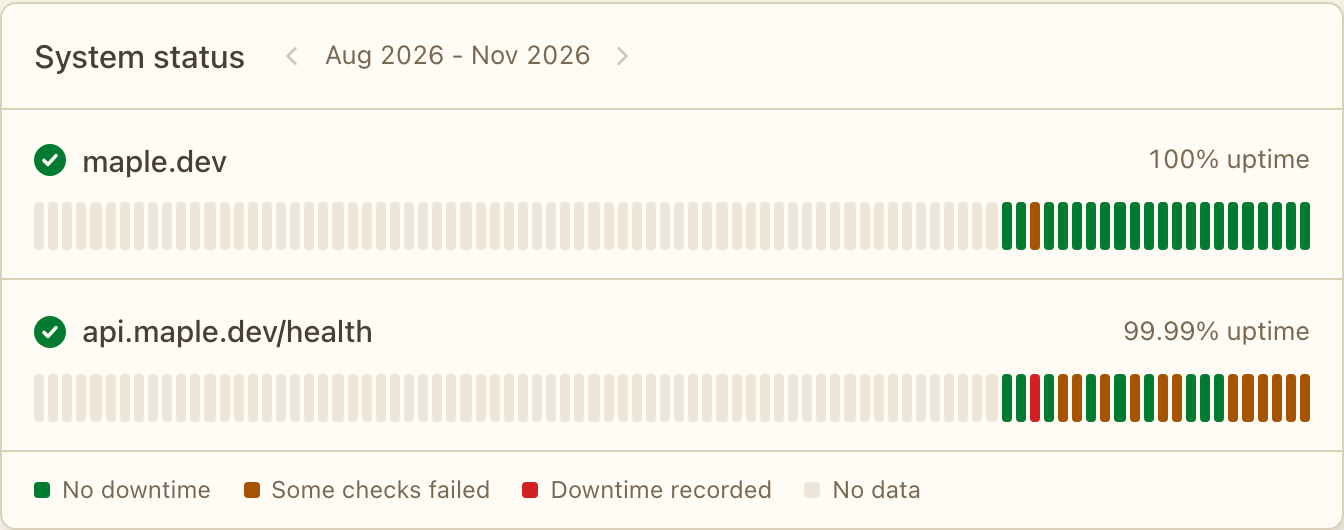 System status
Aug 2026 - Nov 2026
maple.dev
100% uptime
api.maple.dev/health
99.99% uptime
No downtime
Some checks failed
Downtime recorded
No data